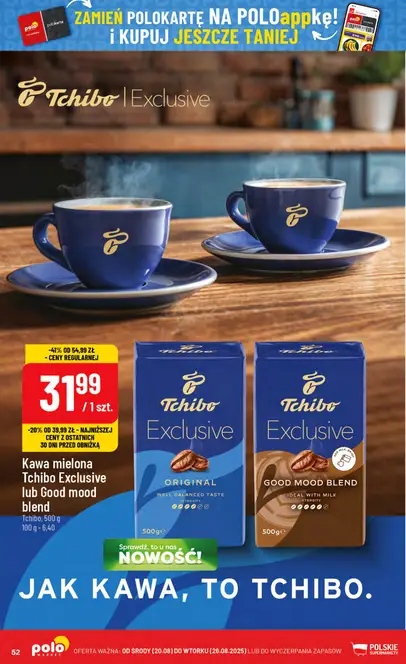 ZAMIEŃ POLOKARTĘ NA POLOappkę!
i KUPUJ JESZCZE TANIEJ
Tchibo | Exclusive
-41% OD 54,99 ZŁ
- CENY REGULARNEJ
31 99
/1 szt.
-20% OD 39,99 ZŁ - NAJNIŻSZEJ
CENY Z OSTATNICH
30 DNI PRZED OBNIŻKĄ
Kawa mielona
Tchibo Exclusive
lub Good mood
blend
Tchibo, 500 g
100 g - 6,40
Tchibo
Exclusive
ORIGINAL
WELL BALANCED TASTE
500g
Tchibo
Exclusive
GOOD MOOD BLEND
IDEAL WITH MILK
500g
Sprawdź, to u nas
NOWOŚĆ!
JAK KAWA, TO TCHIBO.
52
polo
MARKET
OFERTA WAŻNA: OD ŚRODY (20.08) DO WTORKU (26.08.2025) LUB DO WYCZERPANIA ZAPASÓW
POLSKIE
SUPERMARKETY